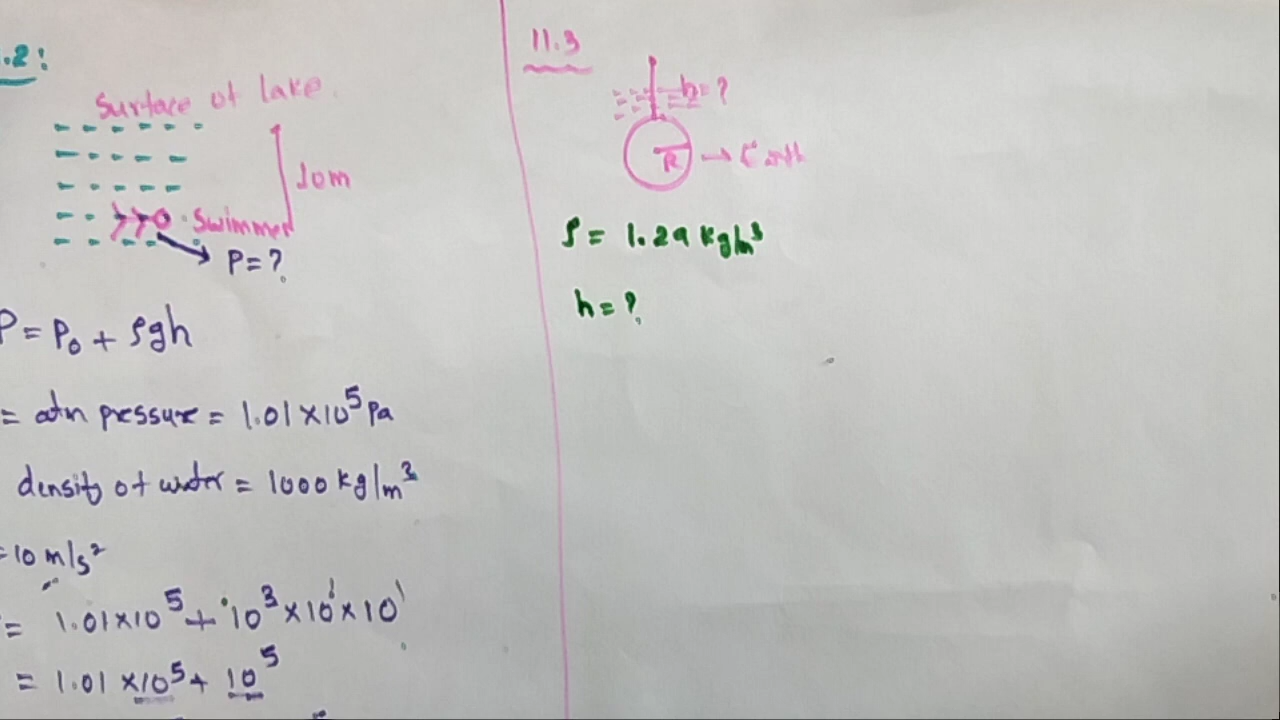 .2:
Surface of lake.
10m
Swimmer
P = ?
P = P₀ + ρgh
= atm pressure = 1.01 × 10⁵ Pa
density of water = 1000 kg/m³
= 10 m/s²
= 1.01 × 10⁵ + 10³ × 10¹ × 10¹
= 1.01 × 10⁵ + 10⁵
11.3
h = ?
R → Earth
ρ = 1.29 kg/m³
h = ?